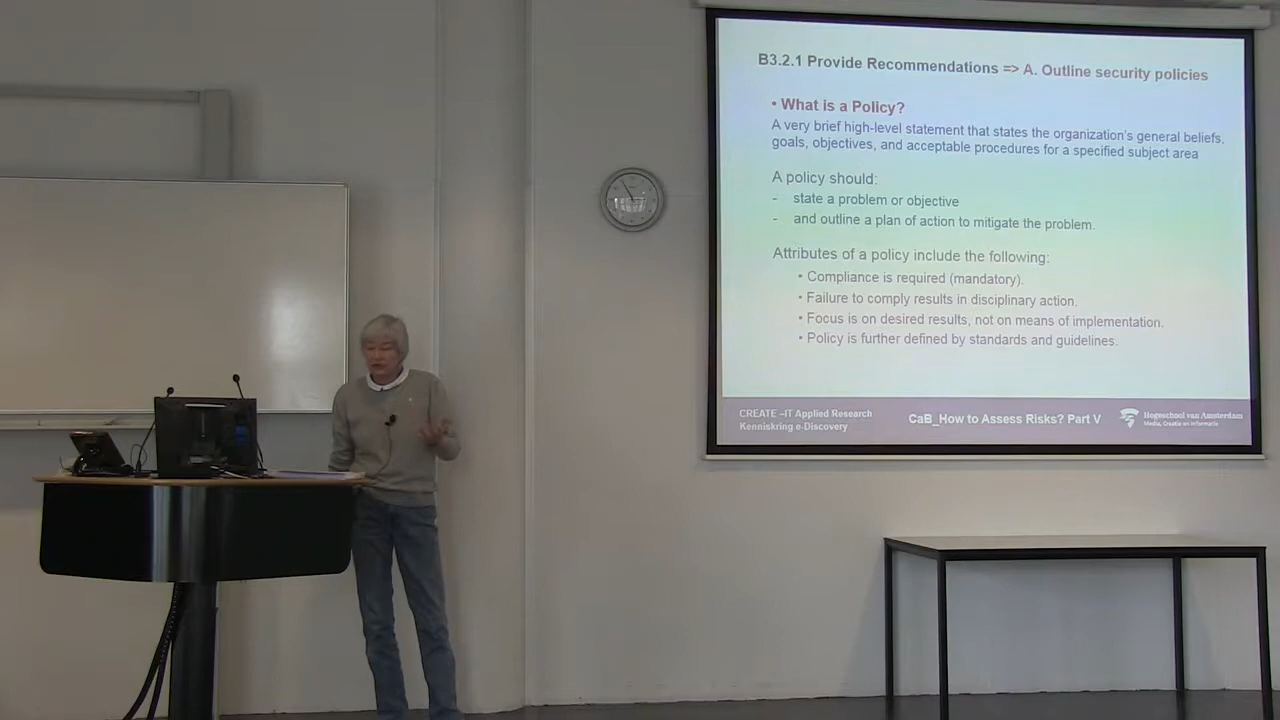 B3.2.1 Provide Recommendations => A. Outline security policies
• What is a Policy?
A very brief high-level statement that states the organization's general beliefs,
goals, objectives, and acceptable procedures for a specified subject area
A policy should:
- state a problem or objective
- and outline a plan of action to mitigate the problem.
Attributes of a policy include the following:
• Compliance is required (mandatory).
• Failure to comply results in disciplinary action.
• Focus is on desired results, not on means of implementation.
• Policy is further defined by standards and guidelines.
CREATE –IT Applied Research
Kenniskring e-Discovery
CaB_How to Assess Risks? Part V
Hogeschool van Amsterdam
Media, Creatie en Informatie